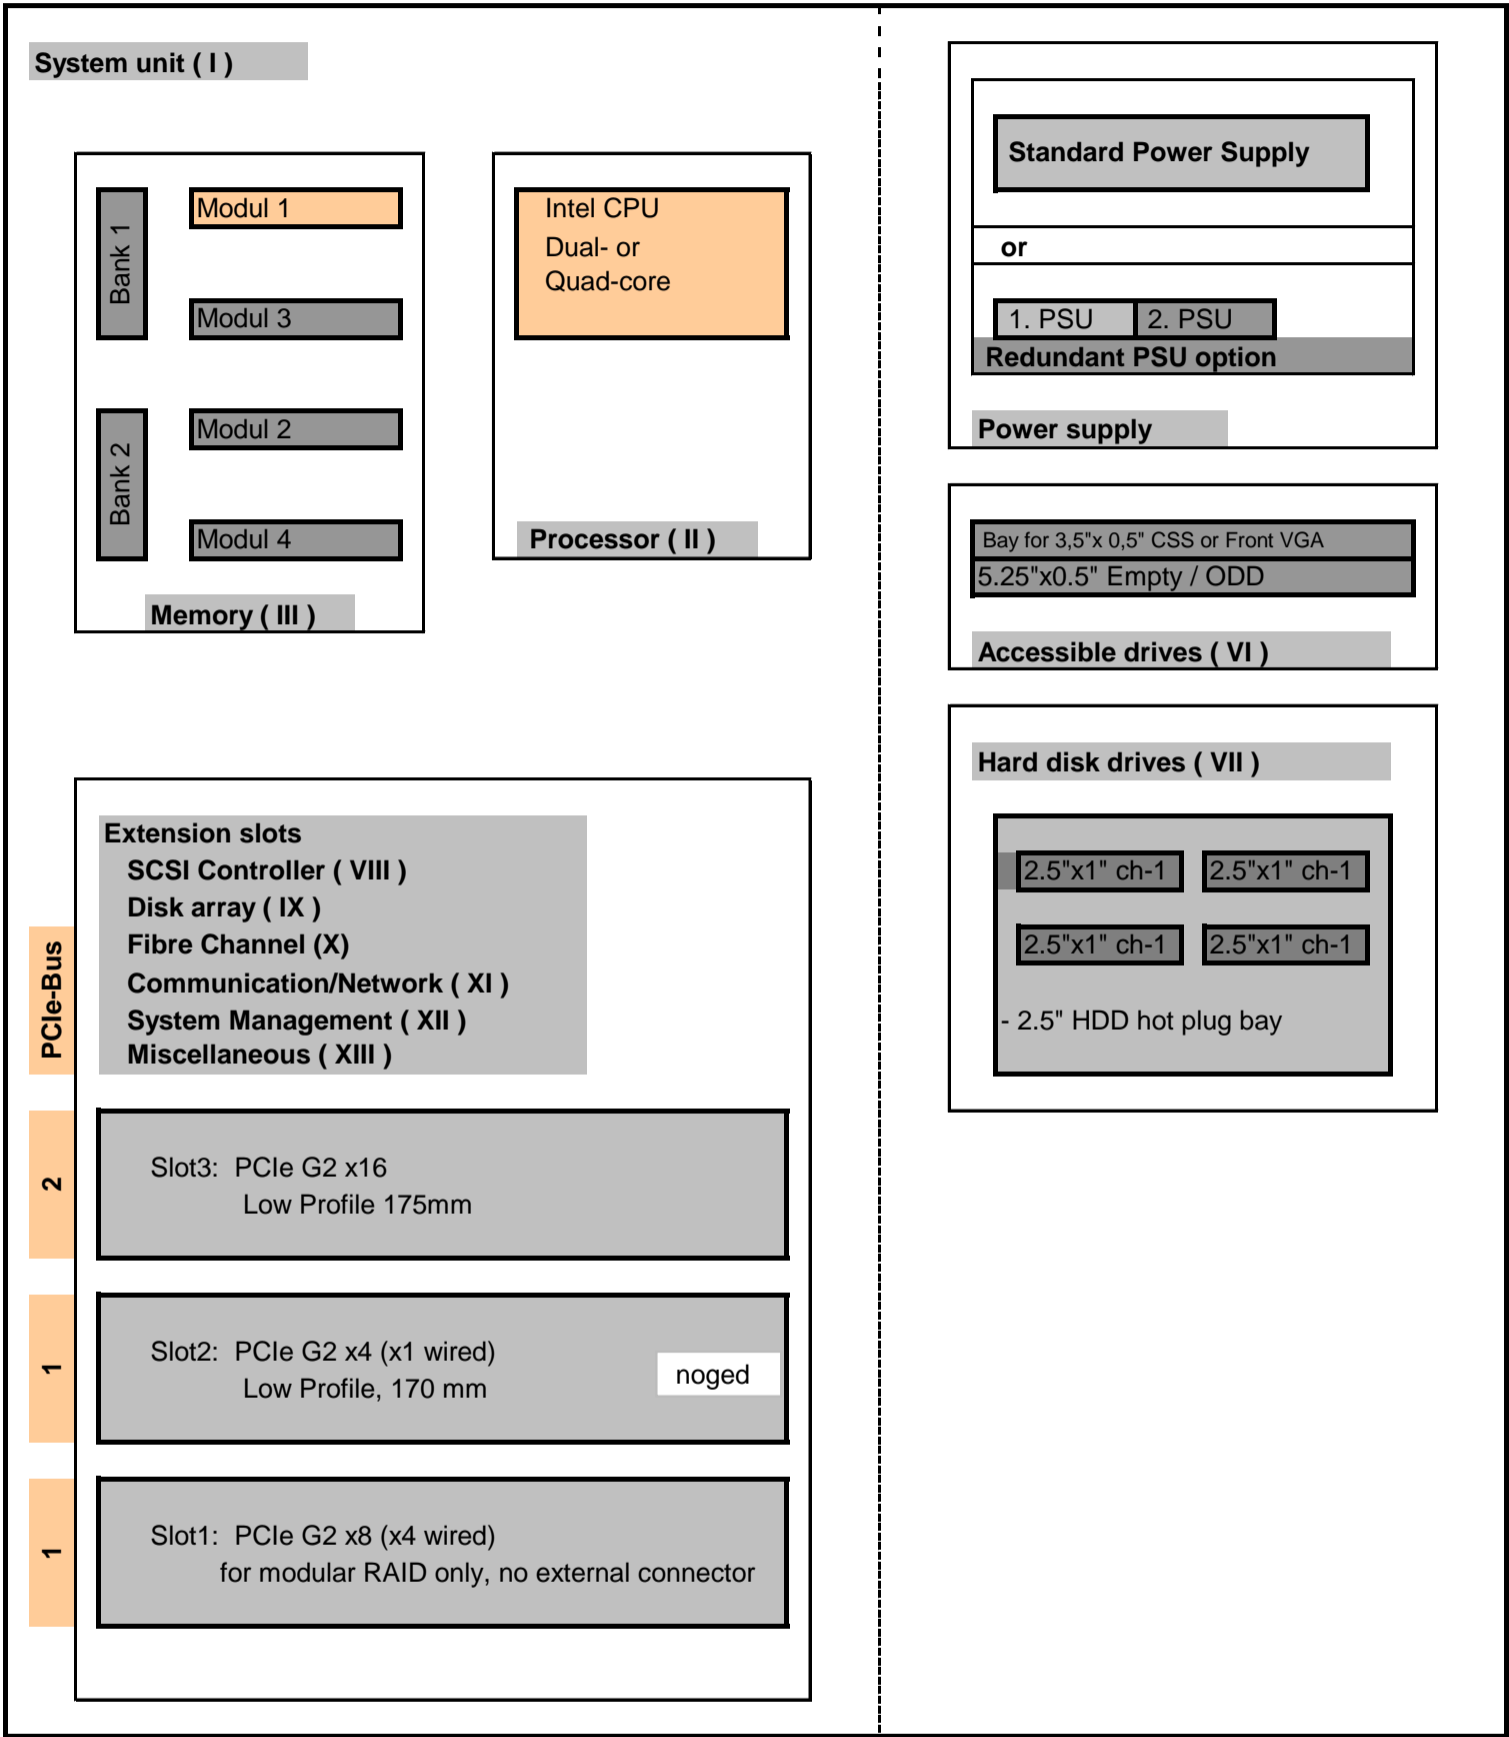 System unit ( I )
Bank 1
Modul 1
Modul 3
Bank 2
Modul 2
Modul 4
Memory ( III )
Intel CPU
Dual- or
Quad-core
Processor ( II )
Extension slots
SCSI Controller ( VIII )
Disk array ( IX )
Fibre Channel (X)
Communication/Network ( XI )
System Management ( XII )
Miscellaneous ( XIII )
PCIe-Bus
2
Slot3: PCIe G2 x16
Low Profile 175mm
1
Slot2: PCIe G2 x4 (x1 wired)
Low Profile, 170 mm
noged
1
Slot1: PCIe G2 x8 (x4 wired)
for modular RAID only, no external connector
Standard Power Supply
or
1. PSU 2. PSU
Redundant PSU option
Power supply
Bay for 3,5"x 0,5" CSS or Front VGA
5.25"x0.5" Empty / ODD
Accessible drives ( VI )
Hard disk drives ( VII )
2.5"x1" ch-1 2.5"x1" ch-1
2.5"x1" ch-1 2.5"x1" ch-1
- 2.5" HDD hot plug bay